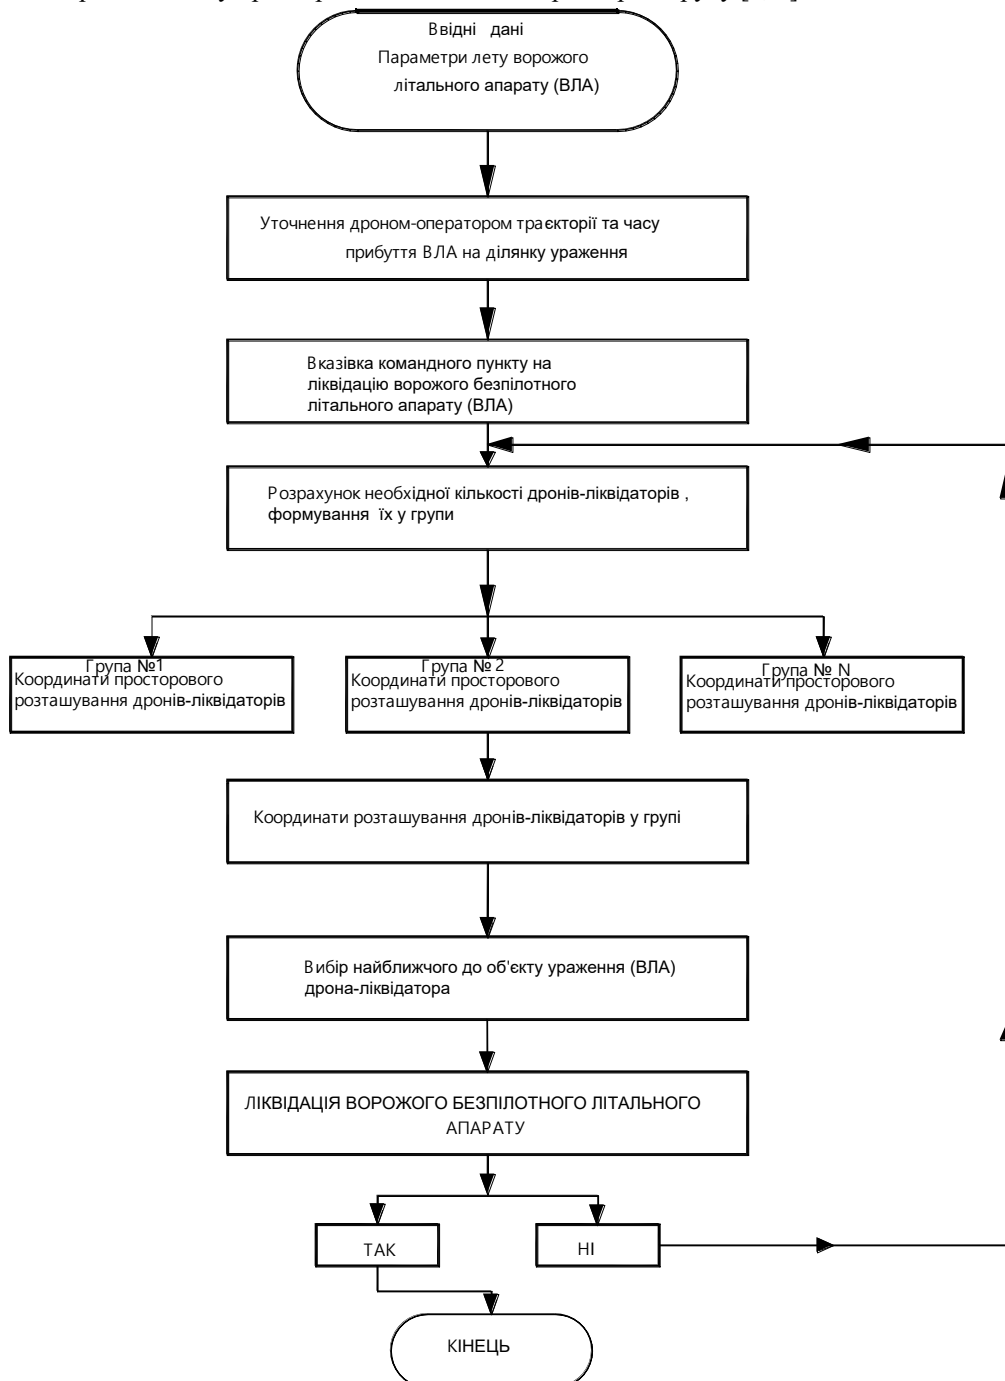 Ввідні дані
Параметри лету ворожого
літального апарату (ВЛА)
Уточнення дроном-оператором траєкторії та часу
прибуття ВЛА на ділянку ураження
Вказівка командного пункту на
ліквідацію ворожого безпілотного
літального апарату (ВЛА)
Розрахунок необхідної кількості дронів-ліквідаторів ,
формування їх у групи
Група №1
Координати просторового
розташування дронів-ліквідаторів
Група № 2
Координати просторового
розташування дронів-ліквідаторів
Група № N
Координати просторового
розташування дронів-ліквідаторів
Координати розташування дронів-ліквідаторів у групі
Вибір найближчого до об'єкту ураження (ВЛА)
дрона-ліквідатора
ЛІКВІДАЦІЯ ВОРОЖОГО БЕЗПІЛОТНОГО ЛІТАЛЬНОГО
АПАРАТУ
ТАК
НІ
КІНЕЦЬ